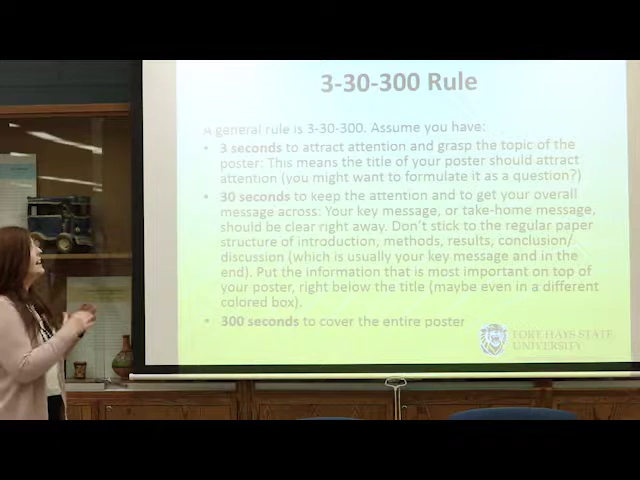 3-30-300 Rule
A general rule is 3-30-300. Assume you have:
• 3 seconds to attract attention and grasp the topic of the
poster: This means the title of your poster should attract
attention (you might want to formulate it as a question?)
• 30 seconds to keep the attention and to get your overall
message across: Your key message, or take-home message,
should be clear right away. Don't stick to the regular paper
structure of introduction, methods, results, conclusion/
discussion (which is usually your key message and in the
end). Put the information that is most important on top of
your poster, right below the title (maybe even in a different
colored box).
• 300 seconds to cover the entire poster
FORT HAYS STATE
UNIVERSITY